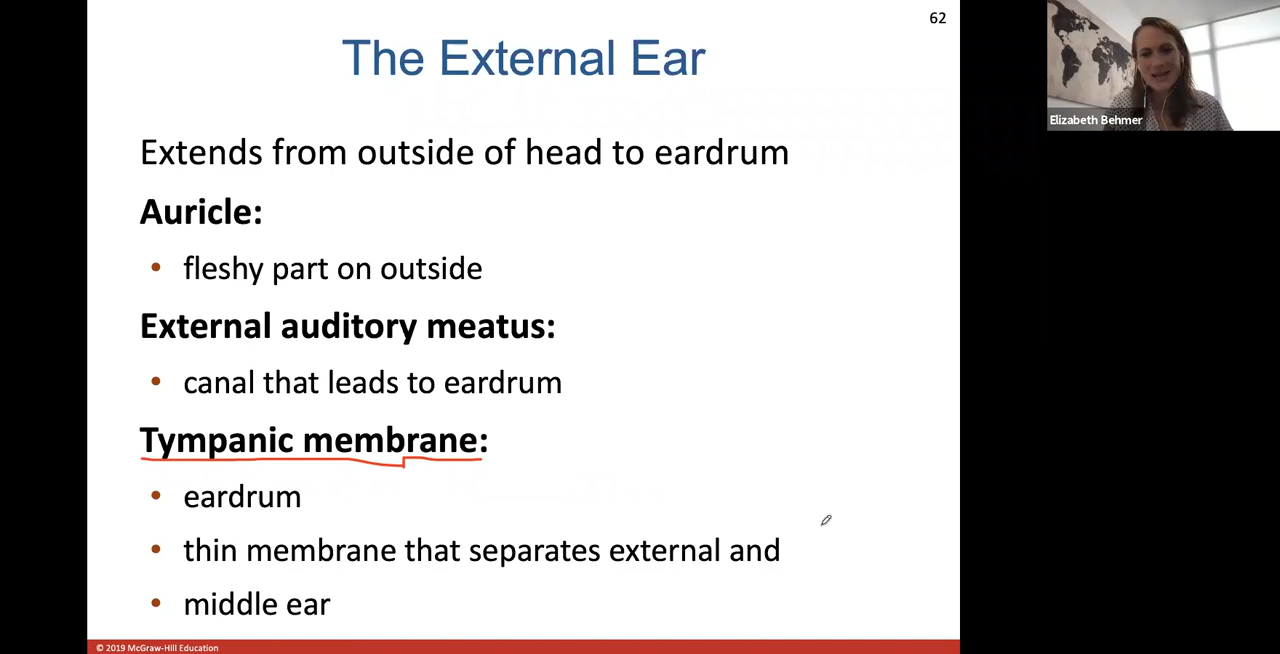 62
The External Ear
Elizabeth Behmer
Extends from outside of head to eardrum
Auricle:
• fleshy part on outside
External auditory meatus:
• canal that leads to eardrum
Tympanic membrane:
• eardrum
• thin membrane that separates external and
• middle ear
© 2019 McGraw-Hill Education